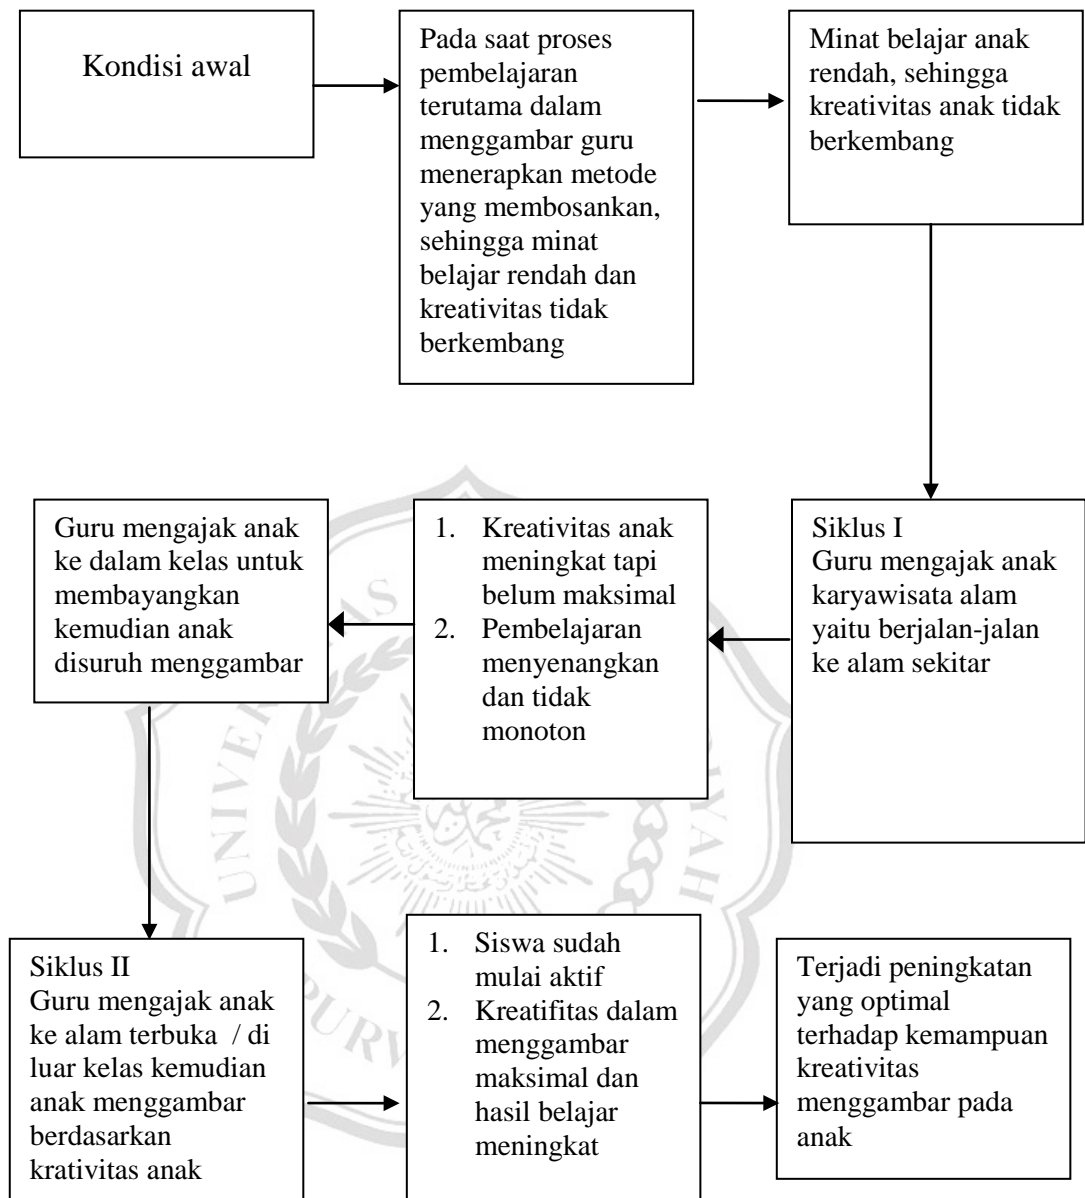 Kondisi awal
Pada saat proses
pembelajaran
terutama dalam
menggambar guru
menerapkan metode
yang membosankan,
sehingga minat
belajar rendah dan
kreativitas tidak
berkembang
Minat belajar anak
rendah, sehingga
kreativitas anak tidak
berkembang
Siklus I
Guru mengajak anak
karyawisata alam
yaitu berjalan-jalan
ke alam sekitar
1. Kreativitas anak
meningkat tapi
belum maksimal
2. Pembelajaran
menyenangkan
dan tidak
monoton
Guru mengajak anak
ke dalam kelas untuk
membayangkan
kemudian anak
disuruh menggambar
Siklus II
Guru mengajak anak
ke alam terbuka / di
luar kelas kemudian
anak menggambar
berdasarkan
krativitas anak
1. Siswa sudah
mulai aktif
2. Kreatifitas dalam
menggambar
maksimal dan
hasil belajar
meningkat
Terjadi peningkatan
yang optimal
terhadap kemampuan
kreativitas
menggambar pada
anak